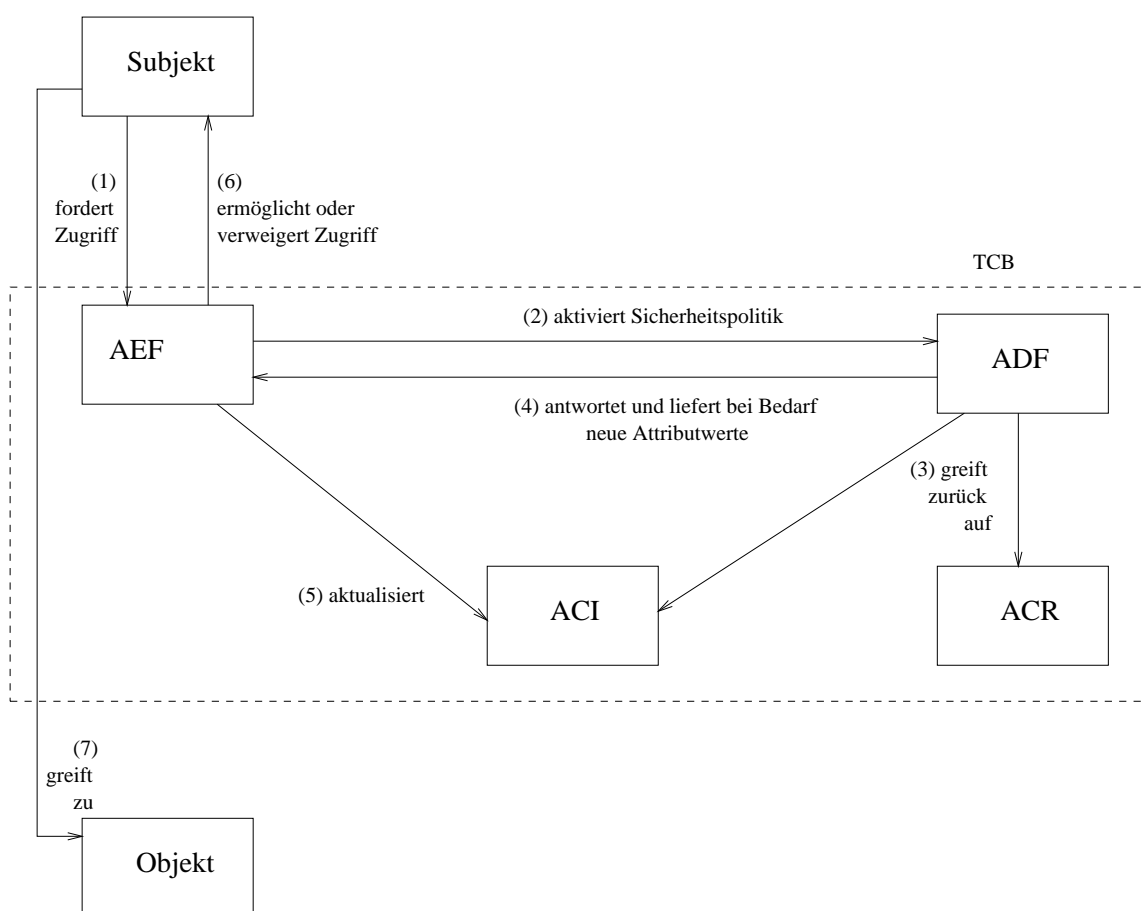 Subjekt
(1)
fordert
Zugriff
(6)
ermöglicht oder
verweigert Zugriff
TCB
AEF
(2) aktiviert Sicherheitspolitik
ADF
(4) antwortet und liefert bei Bedarf
neue Attributwerte
(3) greift
zurück
auf
(5) aktualisiert
ACI
ACR
(7)
greift
zu
Objekt